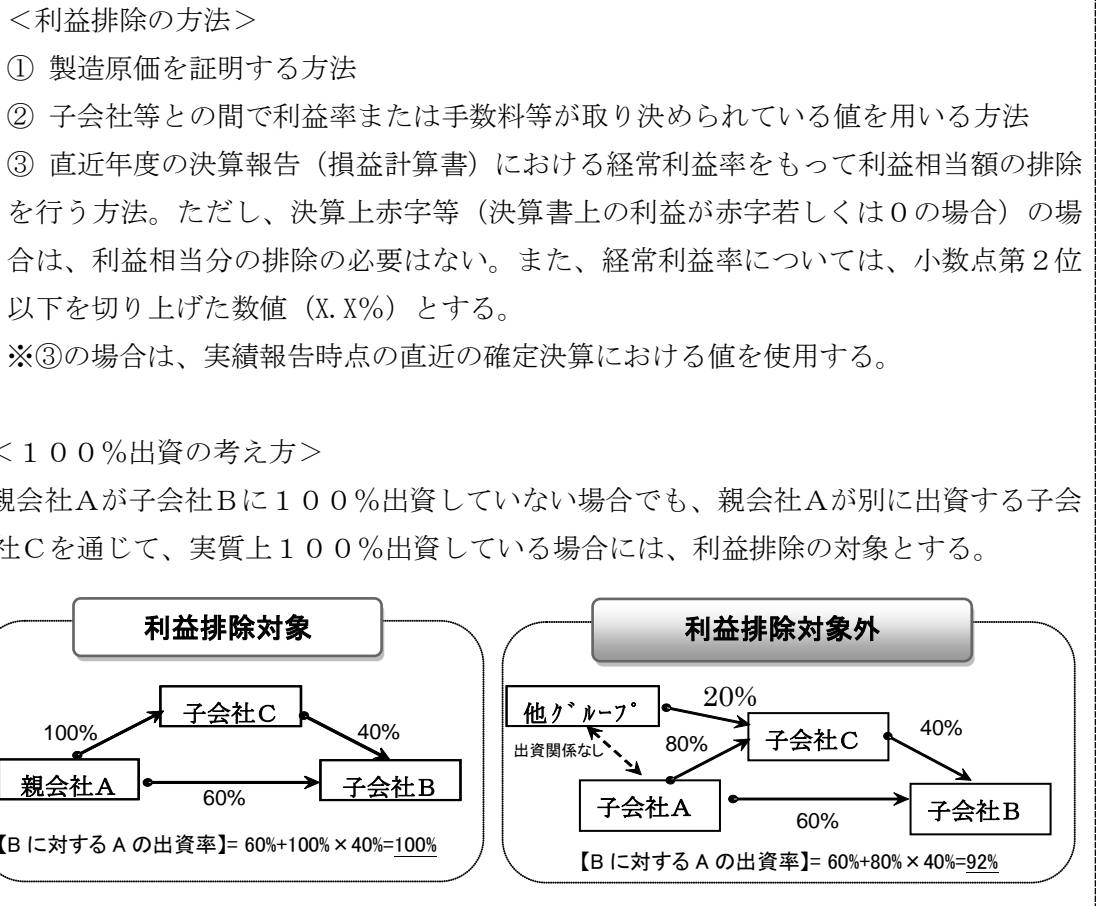 ＜利益排除の方法＞
① 製造原価を証明する方法
② 子会社等との間で利益率または手数料等が取り決められている値を用いる方法
③ 直近年度の決算報告（損益計算書）における経常利益率をもって利益相当額の排除
を行う方法。ただし、決算上赤字等（決算書上の利益が赤字若しくは０の場合）の場
合は、利益相当分の排除の必要はない。また、経常利益率については、小数点第２位
以下を切り上げた数値（X.X％）とする。
※③の場合は、実績報告時点の直近の確定決算における値を使用する。
＜１００％出資の考え方＞
親会社Ａが子会社Ｂに１００％出資していない場合でも、親会社Ａが別に出資する子会
社Ｃを通じて、実質上１００％出資している場合には、利益排除の対象とする。
利益排除対象
子会社Ｃ
100%
40%
親会社Ａ
60%
子会社Ｂ
【B に対する A の出資率】= 60%+100%×40%=100%
利益排除対象外
他ｸﾞﾙｰﾌﾟ
20%
出資関係なし
80%
子会社Ｃ
40%
子会社Ａ
60%
子会社Ｂ
【B に対する A の出資率】= 60%+80%×40%=92%